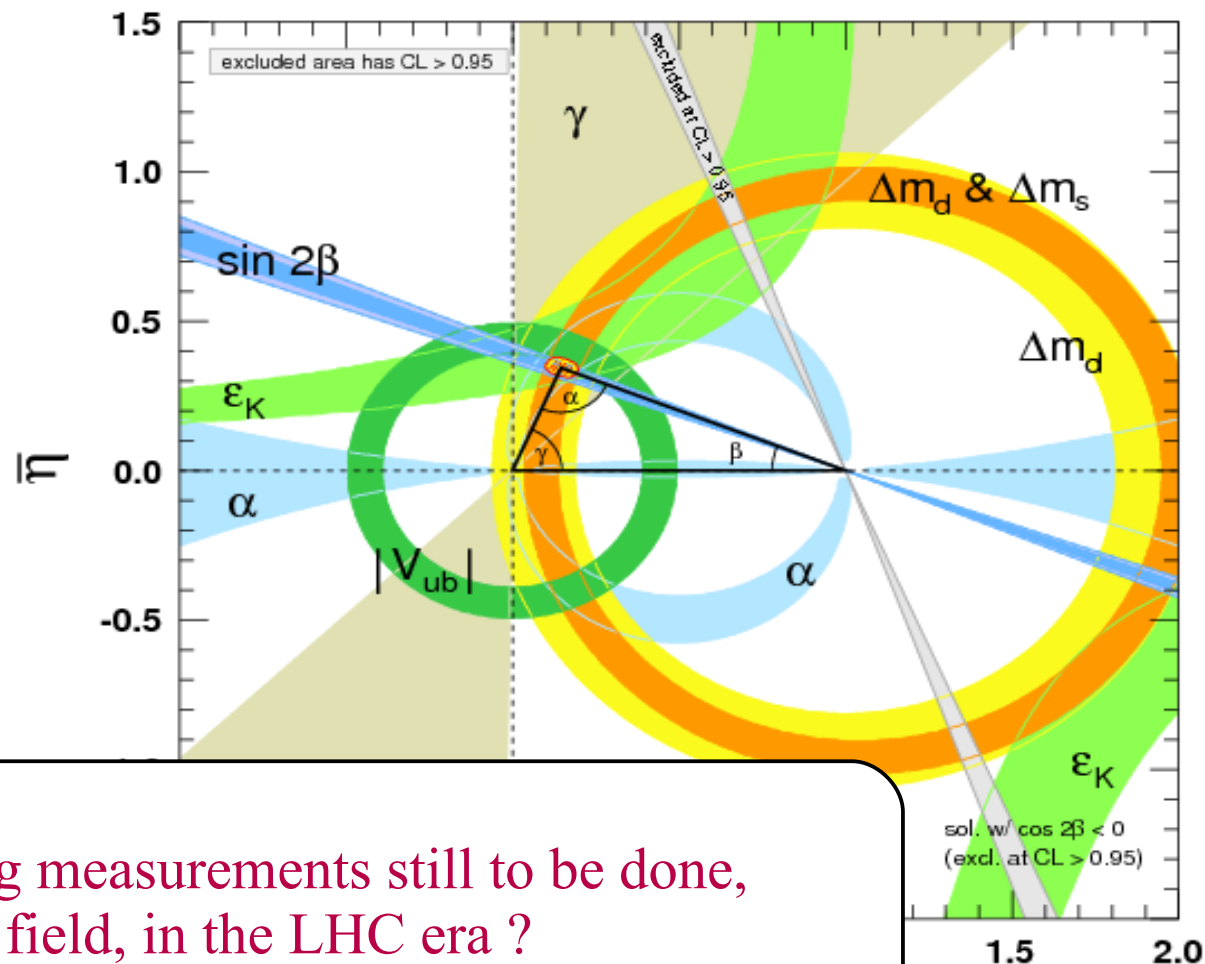 1.5
excluded area has CL > 0.95
excluded at CL > 0.95
γ
1.0
Δm_d & Δm_s
sin 2β
0.5
Δm_d
ε_K
α
γ
β
η̅
0.0
α
|V_ub|
α
-0.5
ε_K
sol. w/ cos 2β < 0
(excl. at CL > 0.95)
g measurements still to be done,
field, in the LHC era ?
1.5
2.0